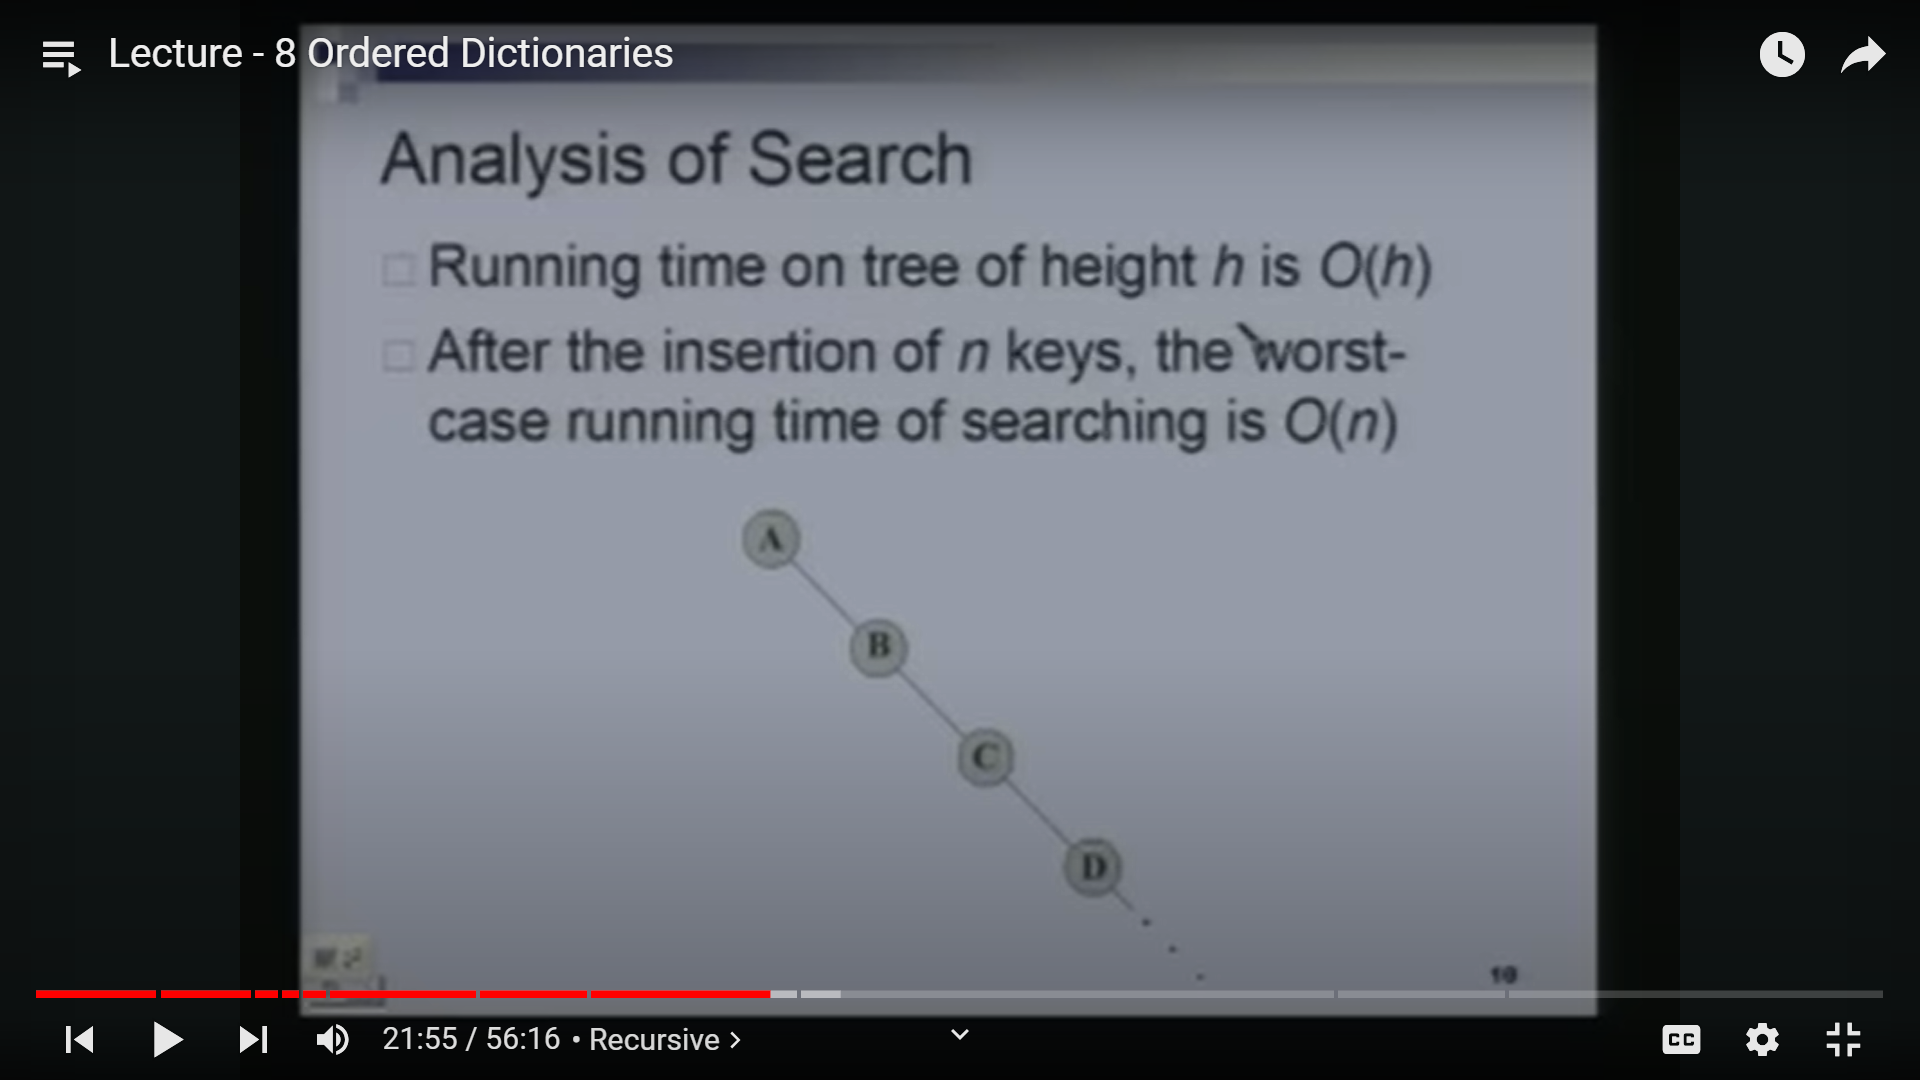 Lecture - 8 Ordered Dictionaries
Analysis of Search
Running time on tree of height h is O(h)
After the insertion of n keys, the worst-
case running time of searching is O(n)
A
B
C
D
10
21:55 / 56:16 • Recursive >
CC